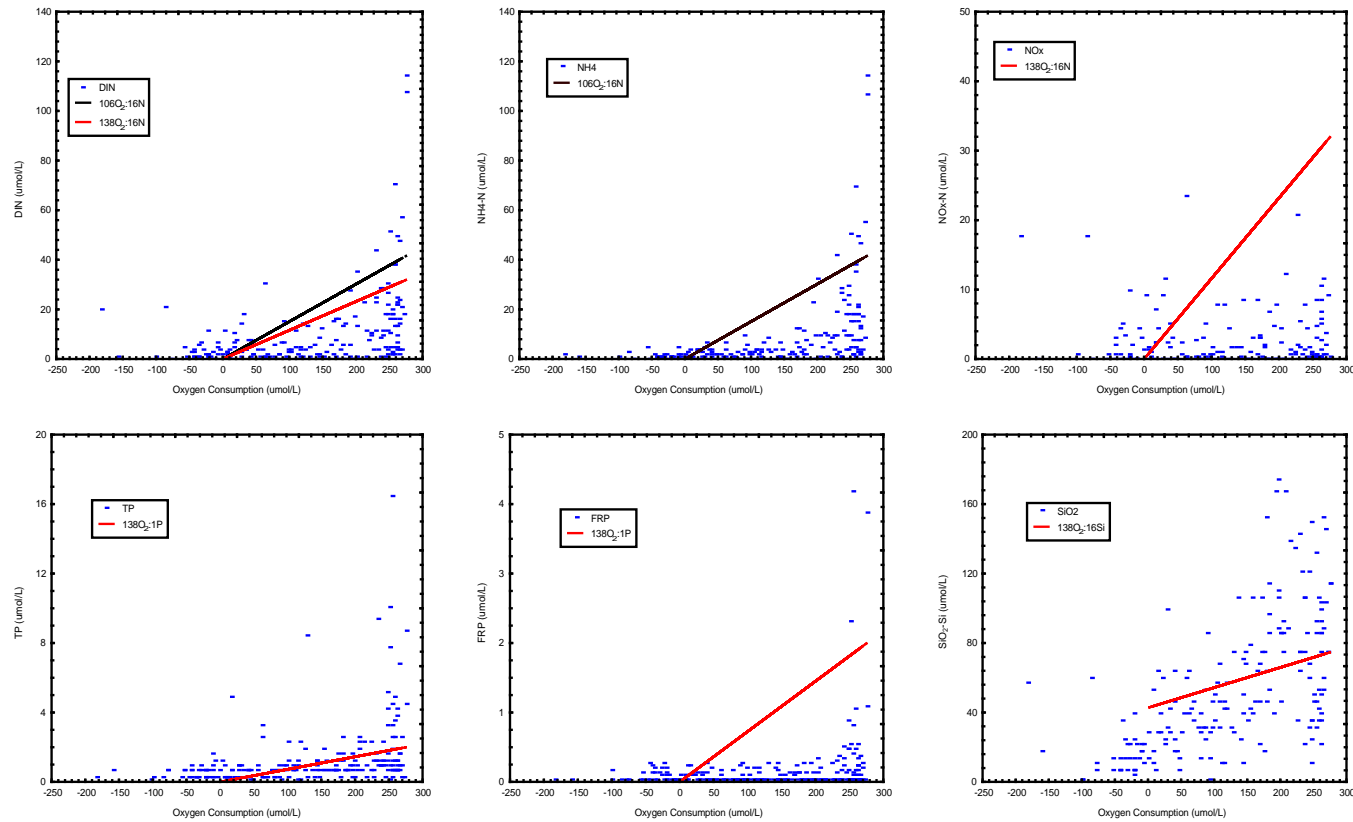 140
120
100
80
60
40
20
0
DIN (umol/L)
DIN
106O₂:16N
138O₂:16N
-250 -200 -150 -100 -50 0 50 100 150 200 250 300
Oxygen Consumption (umol/L)
140
120
100
80
60
40
20
0
NH4-N (umol/L)
NH4
106O₂:16N
-250 -200 -150 -100 -50 0 50 100 150 200 250 300
Oxygen Consumption (umol/L)
50
40
30
20
10
0
NOx-N (umol/L)
NOx
138O₂:16N
-250 -200 -150 -100 -50 0 50 100 150 200 250 300
Oxygen Consumption (umol/L)
20
16
12
8
4
2
0
TP (umol/L)
TP
138O₂:1P
-250 -200 -150 -100 -50 0 50 100 150 200 250 300
Oxygen Consumption (umol/L)
5
4
3
2
1
0
FRP (umol/L)
FRP
138O₂:1P
-250 -200 -150 -100 -50 0 50 100 150 200 250 300
Oxygen Consumption (umol/L)
200
160
120
80
40
0
SiO₂-Si (umol/L)
SiO2
138O₂:16Si
-250 -200 -150 -100 -50 0 50 100 150 200 250 300
Oxygen Consumption (umol/L)